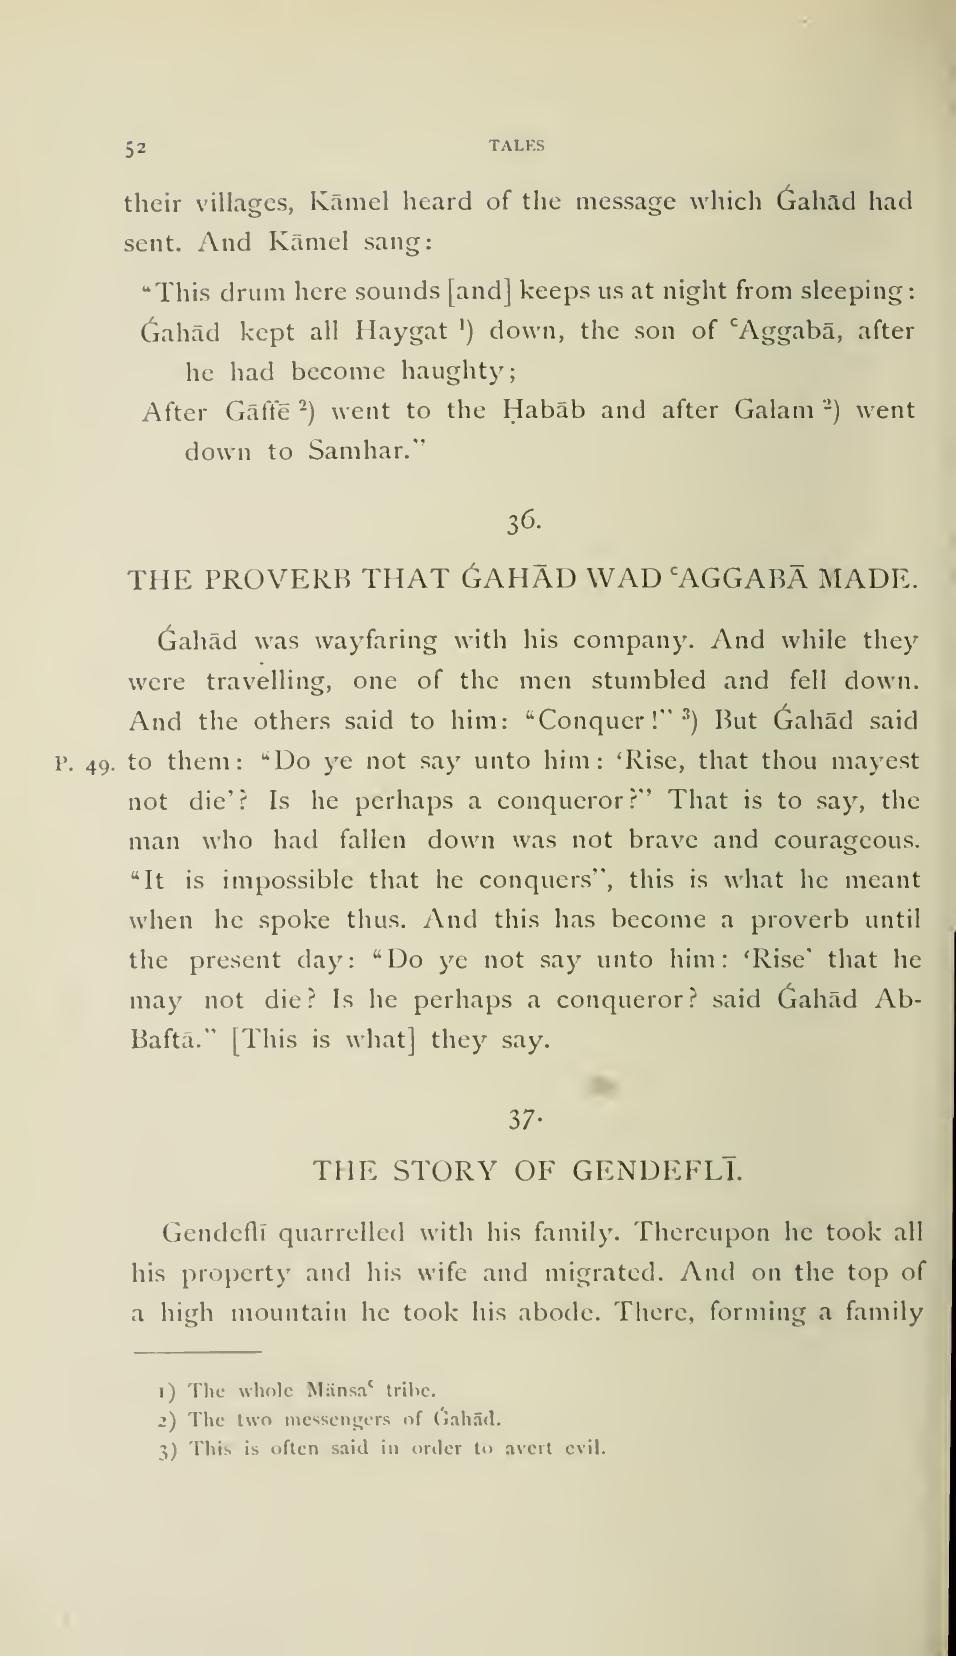 52 TALES
their villages, Kāmel heard of the message which Ǵahād had
sent. And Kāmel sang:
“This drum here sounds [and] keeps us at night from sleeping:
Ǵahād kept all Haygat ¹) down, the son of ʿAggabā, after
he had become haughty;
After Gāffē ²) went to the Ḥabāb and after Galam ²) went
down to Samhar.”
36.
THE PROVERB THAT ǴAHĀD WAD ʿAGGABĀ MADE.
Ǵahād was wayfaring with his company. And while they
were travelling, one of the men stumbled and fell down.
And the others said to him: “Conquer!” ³) But Ǵahād said
P. 49. to them: “Do ye not say unto him: ‘Rise, that thou mayest
not die’? Is he perhaps a conqueror?” That is to say, the
man who had fallen down was not brave and courageous.
“It is impossible that he conquers”, this is what he meant
when he spoke thus. And this has become a proverb until
the present day: “Do ye not say unto him: ‘Rise’ that he
may not die? Is he perhaps a conqueror? said Ǵahād Ab-
Baftā.” [This is what] they say.
37.
THE STORY OF GENDEFLĪ.
Gendeflī quarrelled with his family. Thereupon he took all
his property and his wife and migrated. And on the top of
a high mountain he took his abode. There, forming a family
1) The whole Mänsaʿ tribe.
2) The two messengers of Ǵahād.
3) This is often said in order to avert evil.